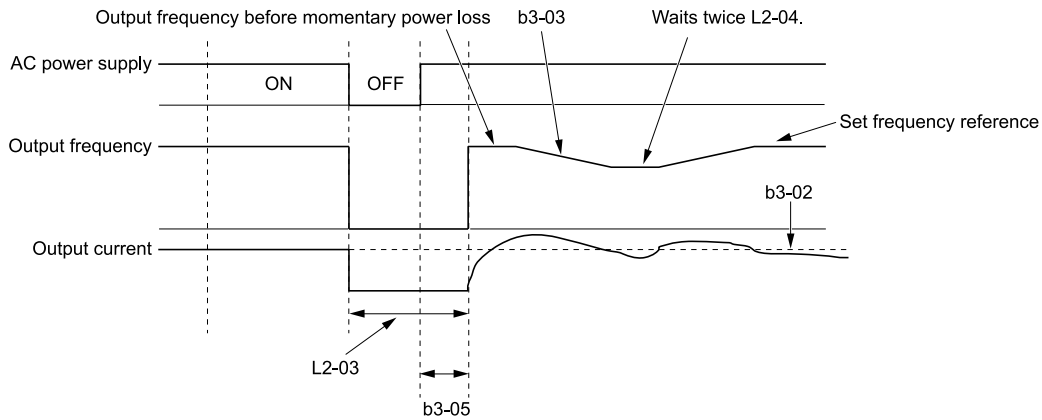 Output frequency before momentary power loss
b3-03
Waits twice L2-04.
AC power supply
ON
OFF
Set frequency reference
Output frequency
b3-02
Output current
L2-03
b3-05